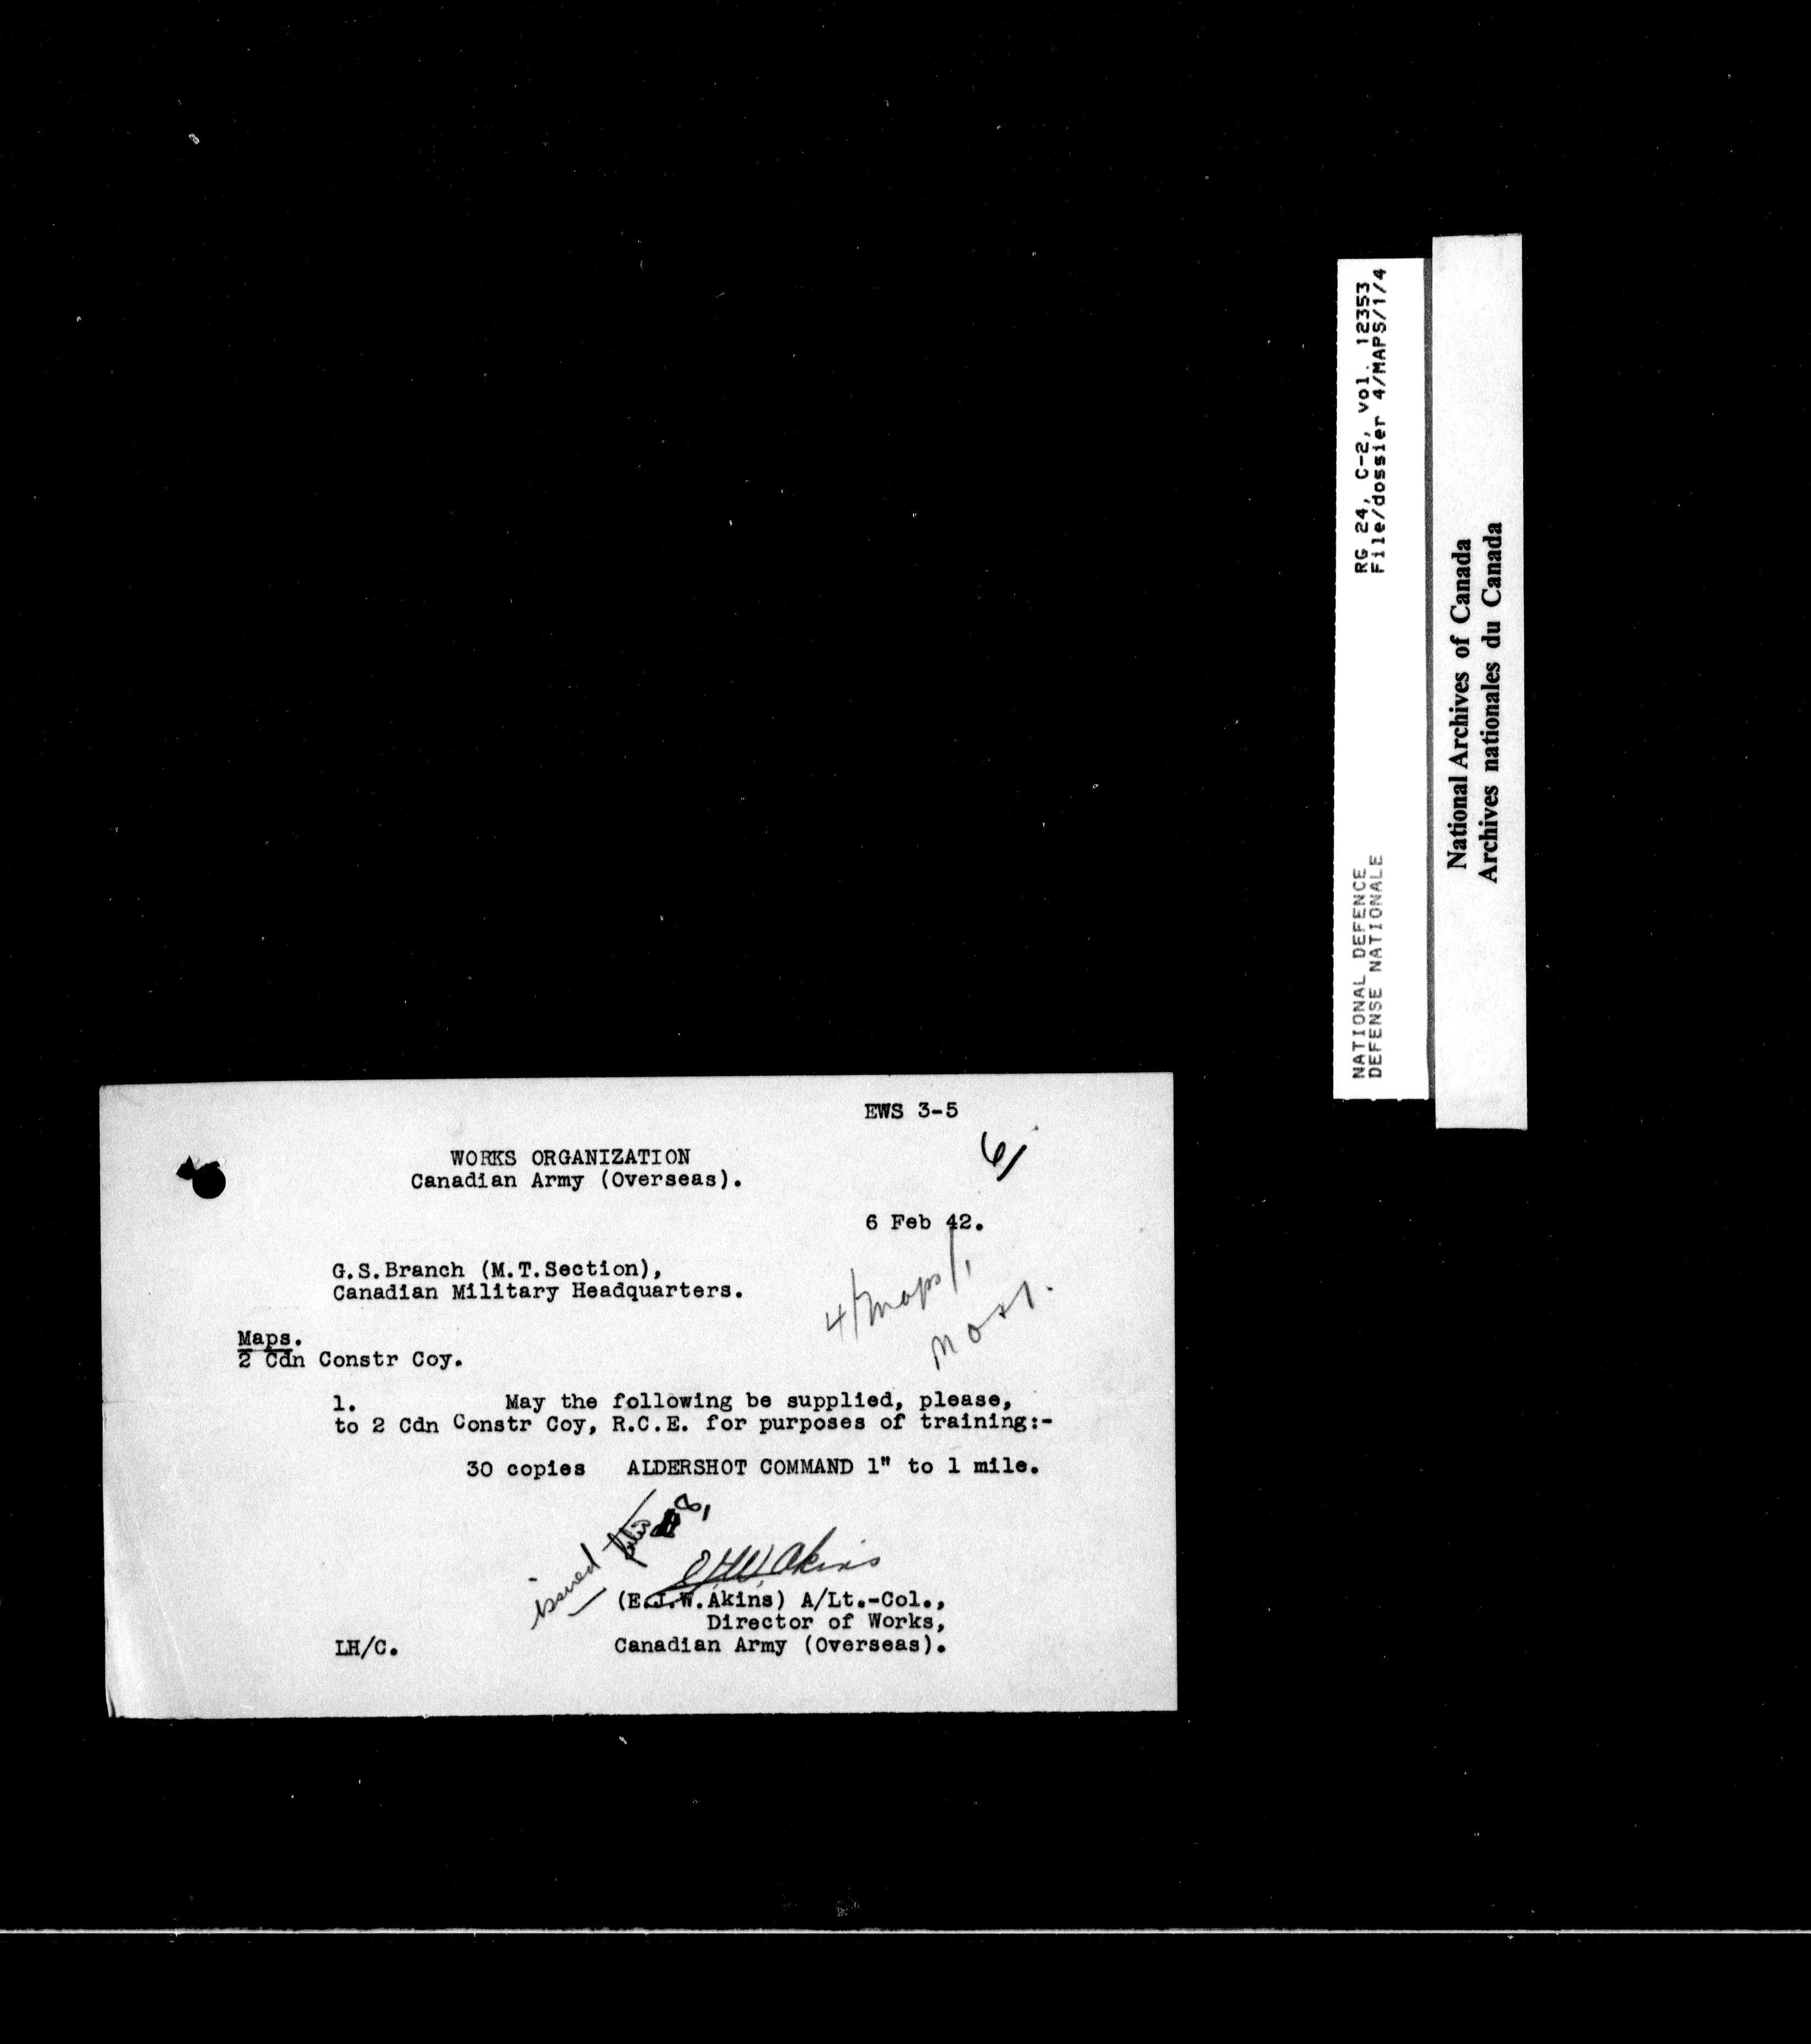 EWS 3-5
6/
WORKS ORGANIZATION
Canadian Army (Overseas).
6 Feb 42.
4/maps/1
G.S.Branch (M.T.Section),
Canadian Military Headquarters.
Maps.
2 Cdn Constr Coy.
1. May the following be supplied, please,
to 2 Cdn Constr Coy, R.C.E. for purposes of training:-
30 copies ALDERSHOT COMMAND 1" to 1 mile.
issued
EJW Akins
(E.J.W.Akins) A/Lt.-Col.,
Director of Works,
LH/C. Canadian Army (Overseas).
NATIONAL DEFENCE RG 24, C-2, vol. 12353
DEFENSE NATIONALE File/dossier 4/MAPS/1/4
National Archives of Canada
Archives nationales du Canada